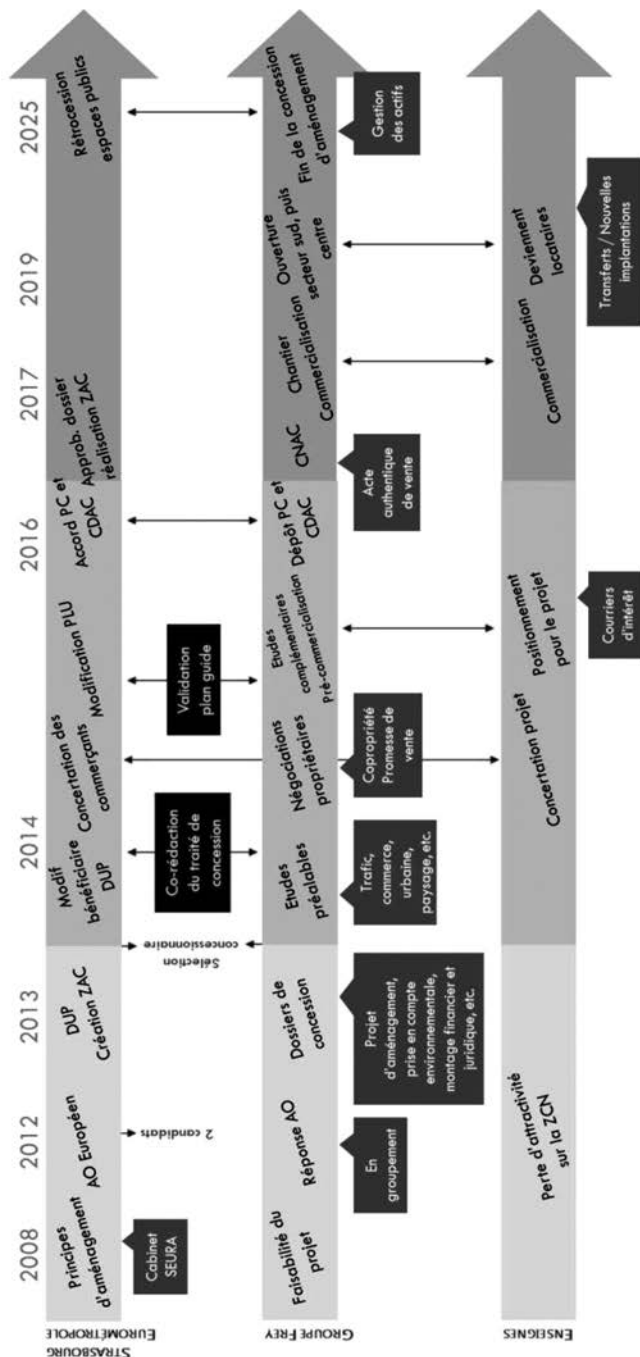 2008
2012
2013
2014
2016
2017
2019
2025
STRASBOURG
EUROMÉTROPOLE
Principes
d'aménagement
AO Européen
DUP
Création ZAC
Modif
bénéficiaire
DUP
Concertation des
commerçants
Modification PLU
Accord PC et
CDAC
Approb. dossier
réalisation ZAC
Rétrocession
espaces publics
Cabinet
SEURA
2 candidats
Sélection
concessionnaire
Co-rédaction
du traité de
concession
Validation
plan guide
GROUPE FREY
Faisabilité du
projet
Réponse AO
Dossiers de
concession
Etudes
préalables
Négociations
propriétaires
Etudes
complémentaires
Pré-commercialisation
Dépôt PC et
CDAC
CNAC
Chantier
Commercialisation
Ouverture
secteur sud, puis
centre
Fin de la concession
d'aménagement
En
groupement
Projet
d'aménagement,
prise en compte
environnementale,
montage financier et
juridique, etc.
Trafic,
commerce,
urbaine,
paysage, etc.
Copropriété
Promesse de
vente
Acte
authentique
de vente
Gestion
des actifs
ENSEIGNES
Perte d'attractivité
sur la ZCN
Concertation projet
Positionnement
pour le projet
Commercialisation
Deviennent
locataires
Courriers
d'intérêt
Transferts / Nouvelles
implantations